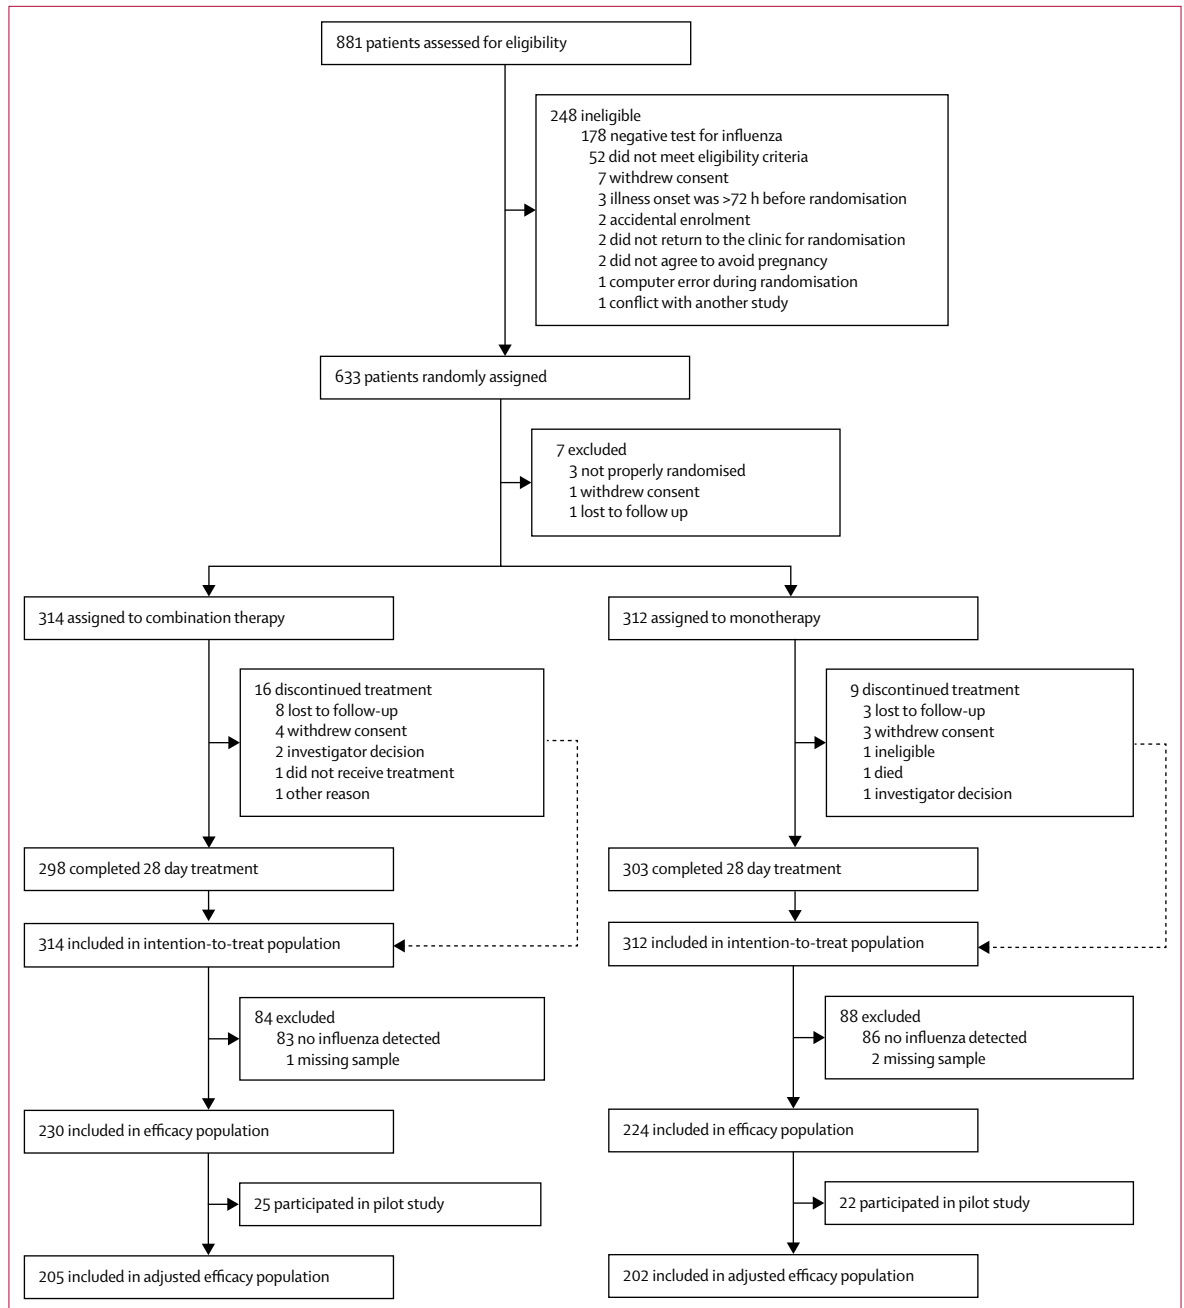 881 patients assessed for eligibility
248 ineligible
178 negative test for influenza
52 did not meet eligibility criteria
7 withdrew consent
3 illness onset was >72 h before randomisation
2 accidental enrolment
2 did not return to the clinic for randomisation
2 did not agree to avoid pregnancy
1 computer error during randomisation
1 conflict with another study
633 patients randomly assigned
7 excluded
3 not properly randomised
1 withdrew consent
1 lost to follow up
314 assigned to combination therapy
16 discontinued treatment
8 lost to follow-up
4 withdrew consent
2 investigator decision
1 did not receive treatment
1 other reason
298 completed 28 day treatment
314 included in intention-to-treat population
84 excluded
83 no influenza detected
1 missing sample
230 included in efficacy population
25 participated in pilot study
205 included in adjusted efficacy population
312 assigned to monotherapy
9 discontinued treatment
3 lost to follow-up
3 withdrew consent
1 ineligible
1 died
1 investigator decision
303 completed 28 day treatment
312 included in intention-to-treat population
88 excluded
86 no influenza detected
2 missing sample
224 included in efficacy population
22 participated in pilot study
202 included in adjusted efficacy population